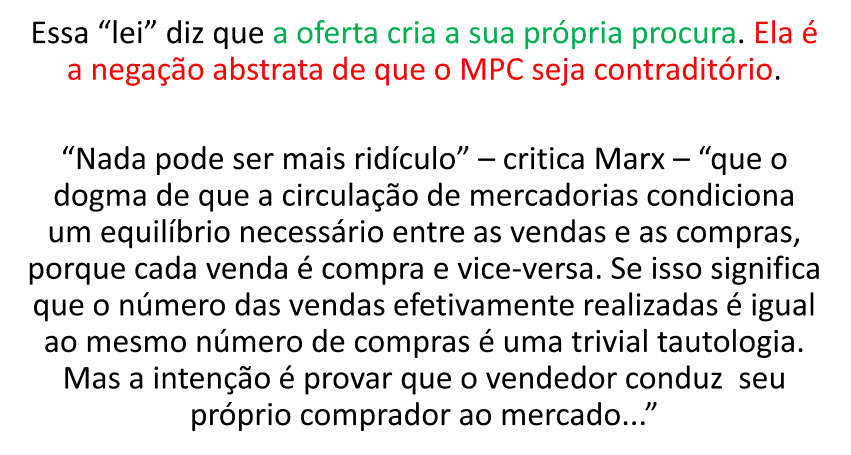 Essa “lei” diz que a oferta cria a sua própria procura. Ela é
a negação abstrata de que o MPC seja contraditório.
“Nada pode ser mais ridículo” – critica Marx – “que o
dogma de que a circulação de mercadorias condiciona
um equilíbrio necessário entre as vendas e as compras,
porque cada venda é compra e vice-versa. Se isso significa
que o número das vendas efetivamente realizadas é igual
ao mesmo número de compras é uma trivial tautologia.
Mas a intenção é provar que o vendedor conduz  seu
próprio comprador ao mercado...”